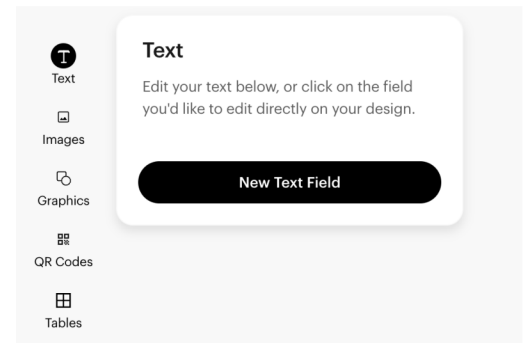 Text
Images
Graphics
QR Codes
Tables
Text
Edit your text below, or click on the field
you'd like to edit directly on your design.
New Text Field